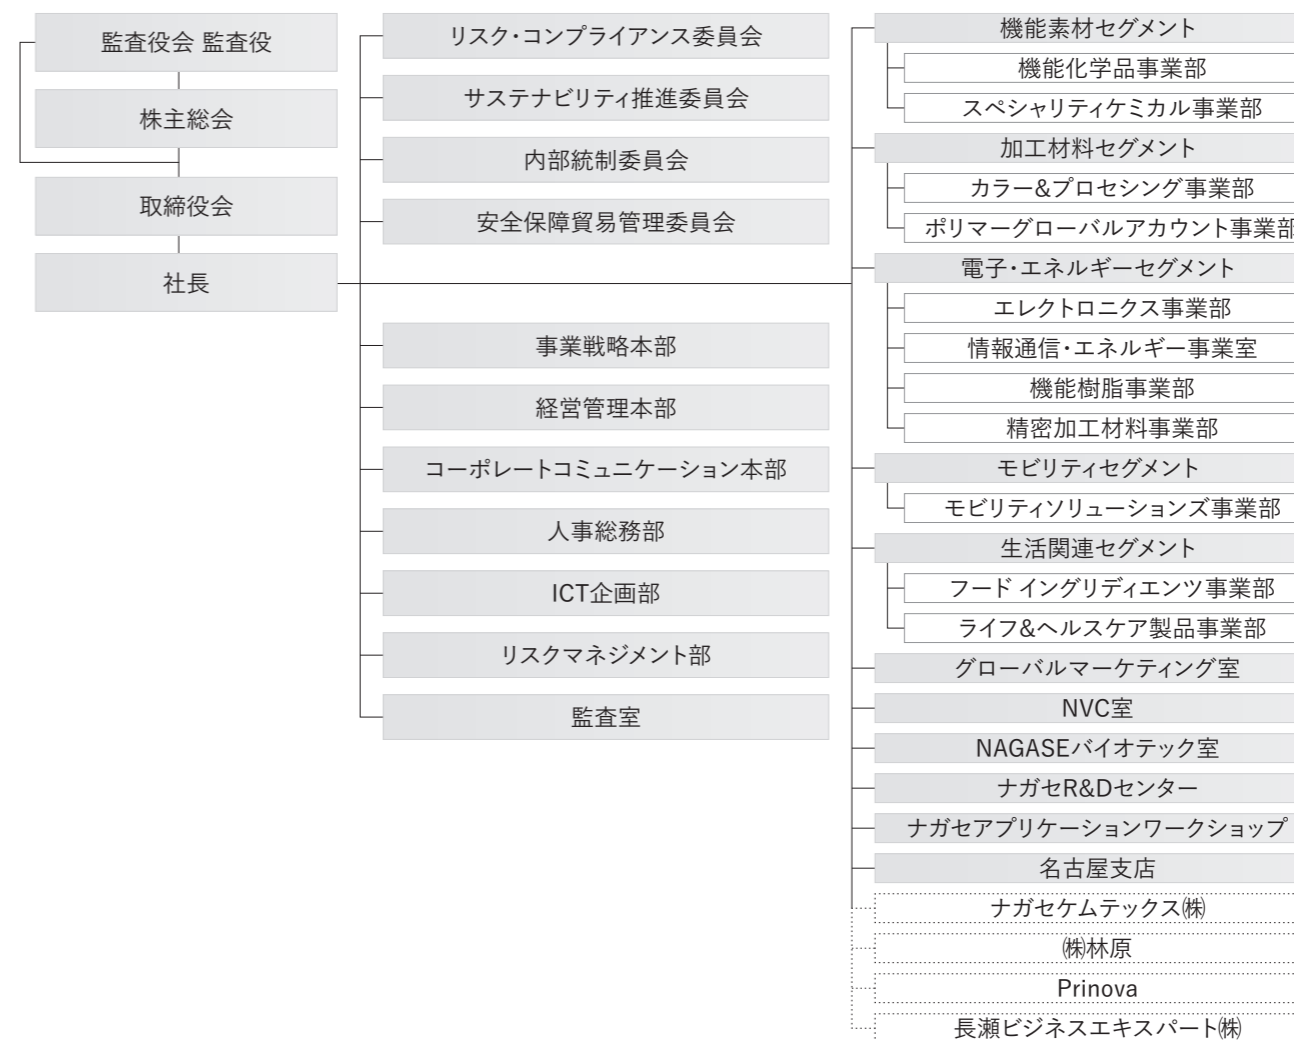 監査役会 監査役
株主総会
取締役会
社長
リスク・コンプライアンス委員会
サステナビリティ推進委員会
内部統制委員会
安全保障貿易管理委員会
事業戦略本部
経営管理本部
コーポレートコミュニケーション本部
人事総務部
ICT企画部
リスクマネジメント部
監査室
機能素材セグメント
機能化学品事業部
スペシャリティケミカル事業部
加工材料セグメント
カラー&プロセシング事業部
ポリマーグローバルアカウント事業部
電子・エネルギーセグメント
エレクトロニクス事業部
情報通信・エネルギー事業室
機能樹脂事業部
精密加工材料事業部
モビリティセグメント
モビリティソリューションズ事業部
生活関連セグメント
フード イングリディエンツ事業部
ライフ&ヘルスケア製品事業部
グローバルマーケティング室
NVC室
NAGASEバイオテック室
ナガセR&Dセンター
ナガセアプリケーションワークショップ
名古屋支店
ナガセケムテックス㈱
㈱林原
Prinova
長瀬ビジネスエキスパート㈱